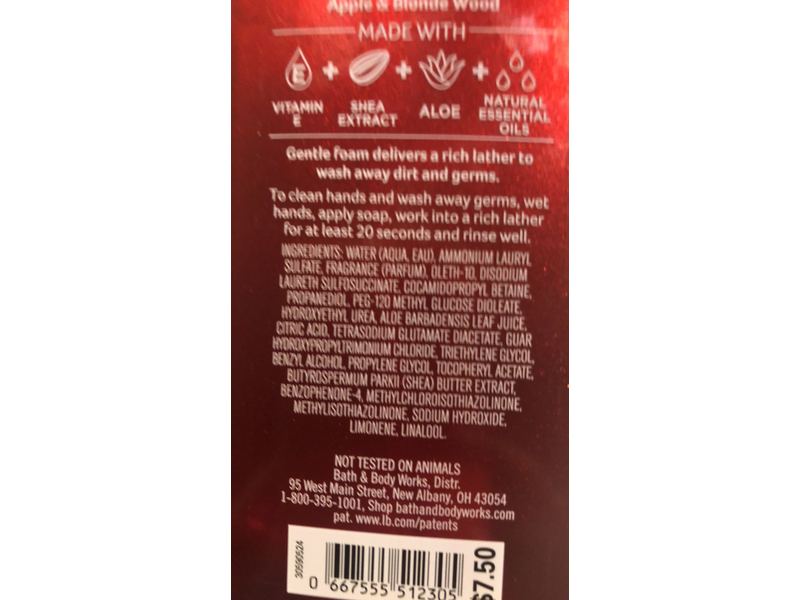 Apple & Blonde Wood
MADE WITH
E + + +
VITAMIN E SHEA EXTRACT ALOE NATURAL ESSENTIAL OILS
Gentle foam delivers a rich lather to
wash away dirt and germs.
To clean hands and wash away germs, wet
hands, apply soap, work into a rich lather
for at least 20 seconds and rinse well.
INGREDIENTS: WATER (AQUA, EAU), AMMONIUM LAURYL
SULFATE, FRAGRANCE (PARFUM), OLETH-10, DISODIUM
LAURETH SULFOSUCCINATE, COCAMIDOPROPYL BETAINE,
PROPANEDIOL, PEG-120 METHYL GLUCOSE DIOLEATE,
HYDROXYETHYL UREA, ALOE BARBADENSIS LEAF JUICE,
CITRIC ACID, TETRASODIUM GLUTAMATE DIACETATE, GUAR
HYDROXYPROPYLTRIMONIUM CHLORIDE, TRIETHYLENE GLYCOL,
BENZYL ALCOHOL, PROPYLENE GLYCOL, TOCOPHERYL ACETATE,
BUTYROSPERMUM PARKII (SHEA) BUTTER EXTRACT,
BENZOPHENONE-4, METHYLCHLOROISOTHIAZOLINONE,
METHYLISOTHIAZOLINONE, SODIUM HYDROXIDE,
LIMONENE, LINALOOL.
NOT TESTED ON ANIMALS
Bath & Body Works, Distr.
95 West Main Street, New Albany, OH 43054
1-800-395-1001, Shop bathandbodyworks.com
pat. www.lb.com/patents
30590524
0 667555 512305
$7.50